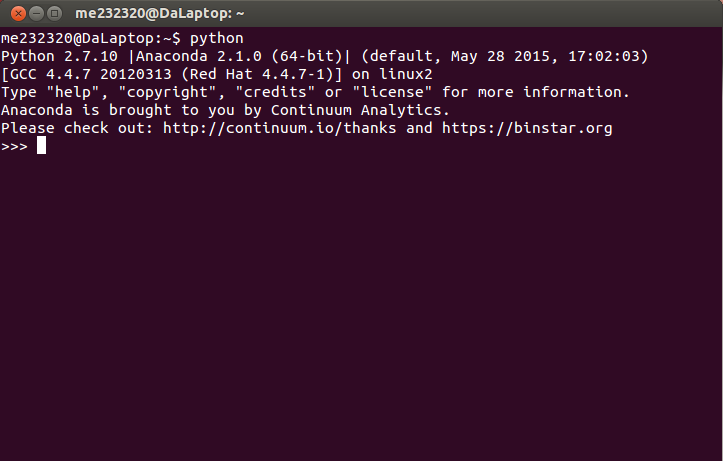 me232320@DaLaptop: ~
me232320@DaLaptop:~$ python
Python 2.7.10 |Anaconda 2.1.0 (64-bit)| (default, May 28 2015, 17:02:03)
[GCC 4.4.7 20120313 (Red Hat 4.4.7-1)] on linux2
Type "help", "copyright", "credits" or "license" for more information.
Anaconda is brought to you by Continuum Analytics.
Please check out: http://continuum.io/thanks and https://binstar.org
>>>